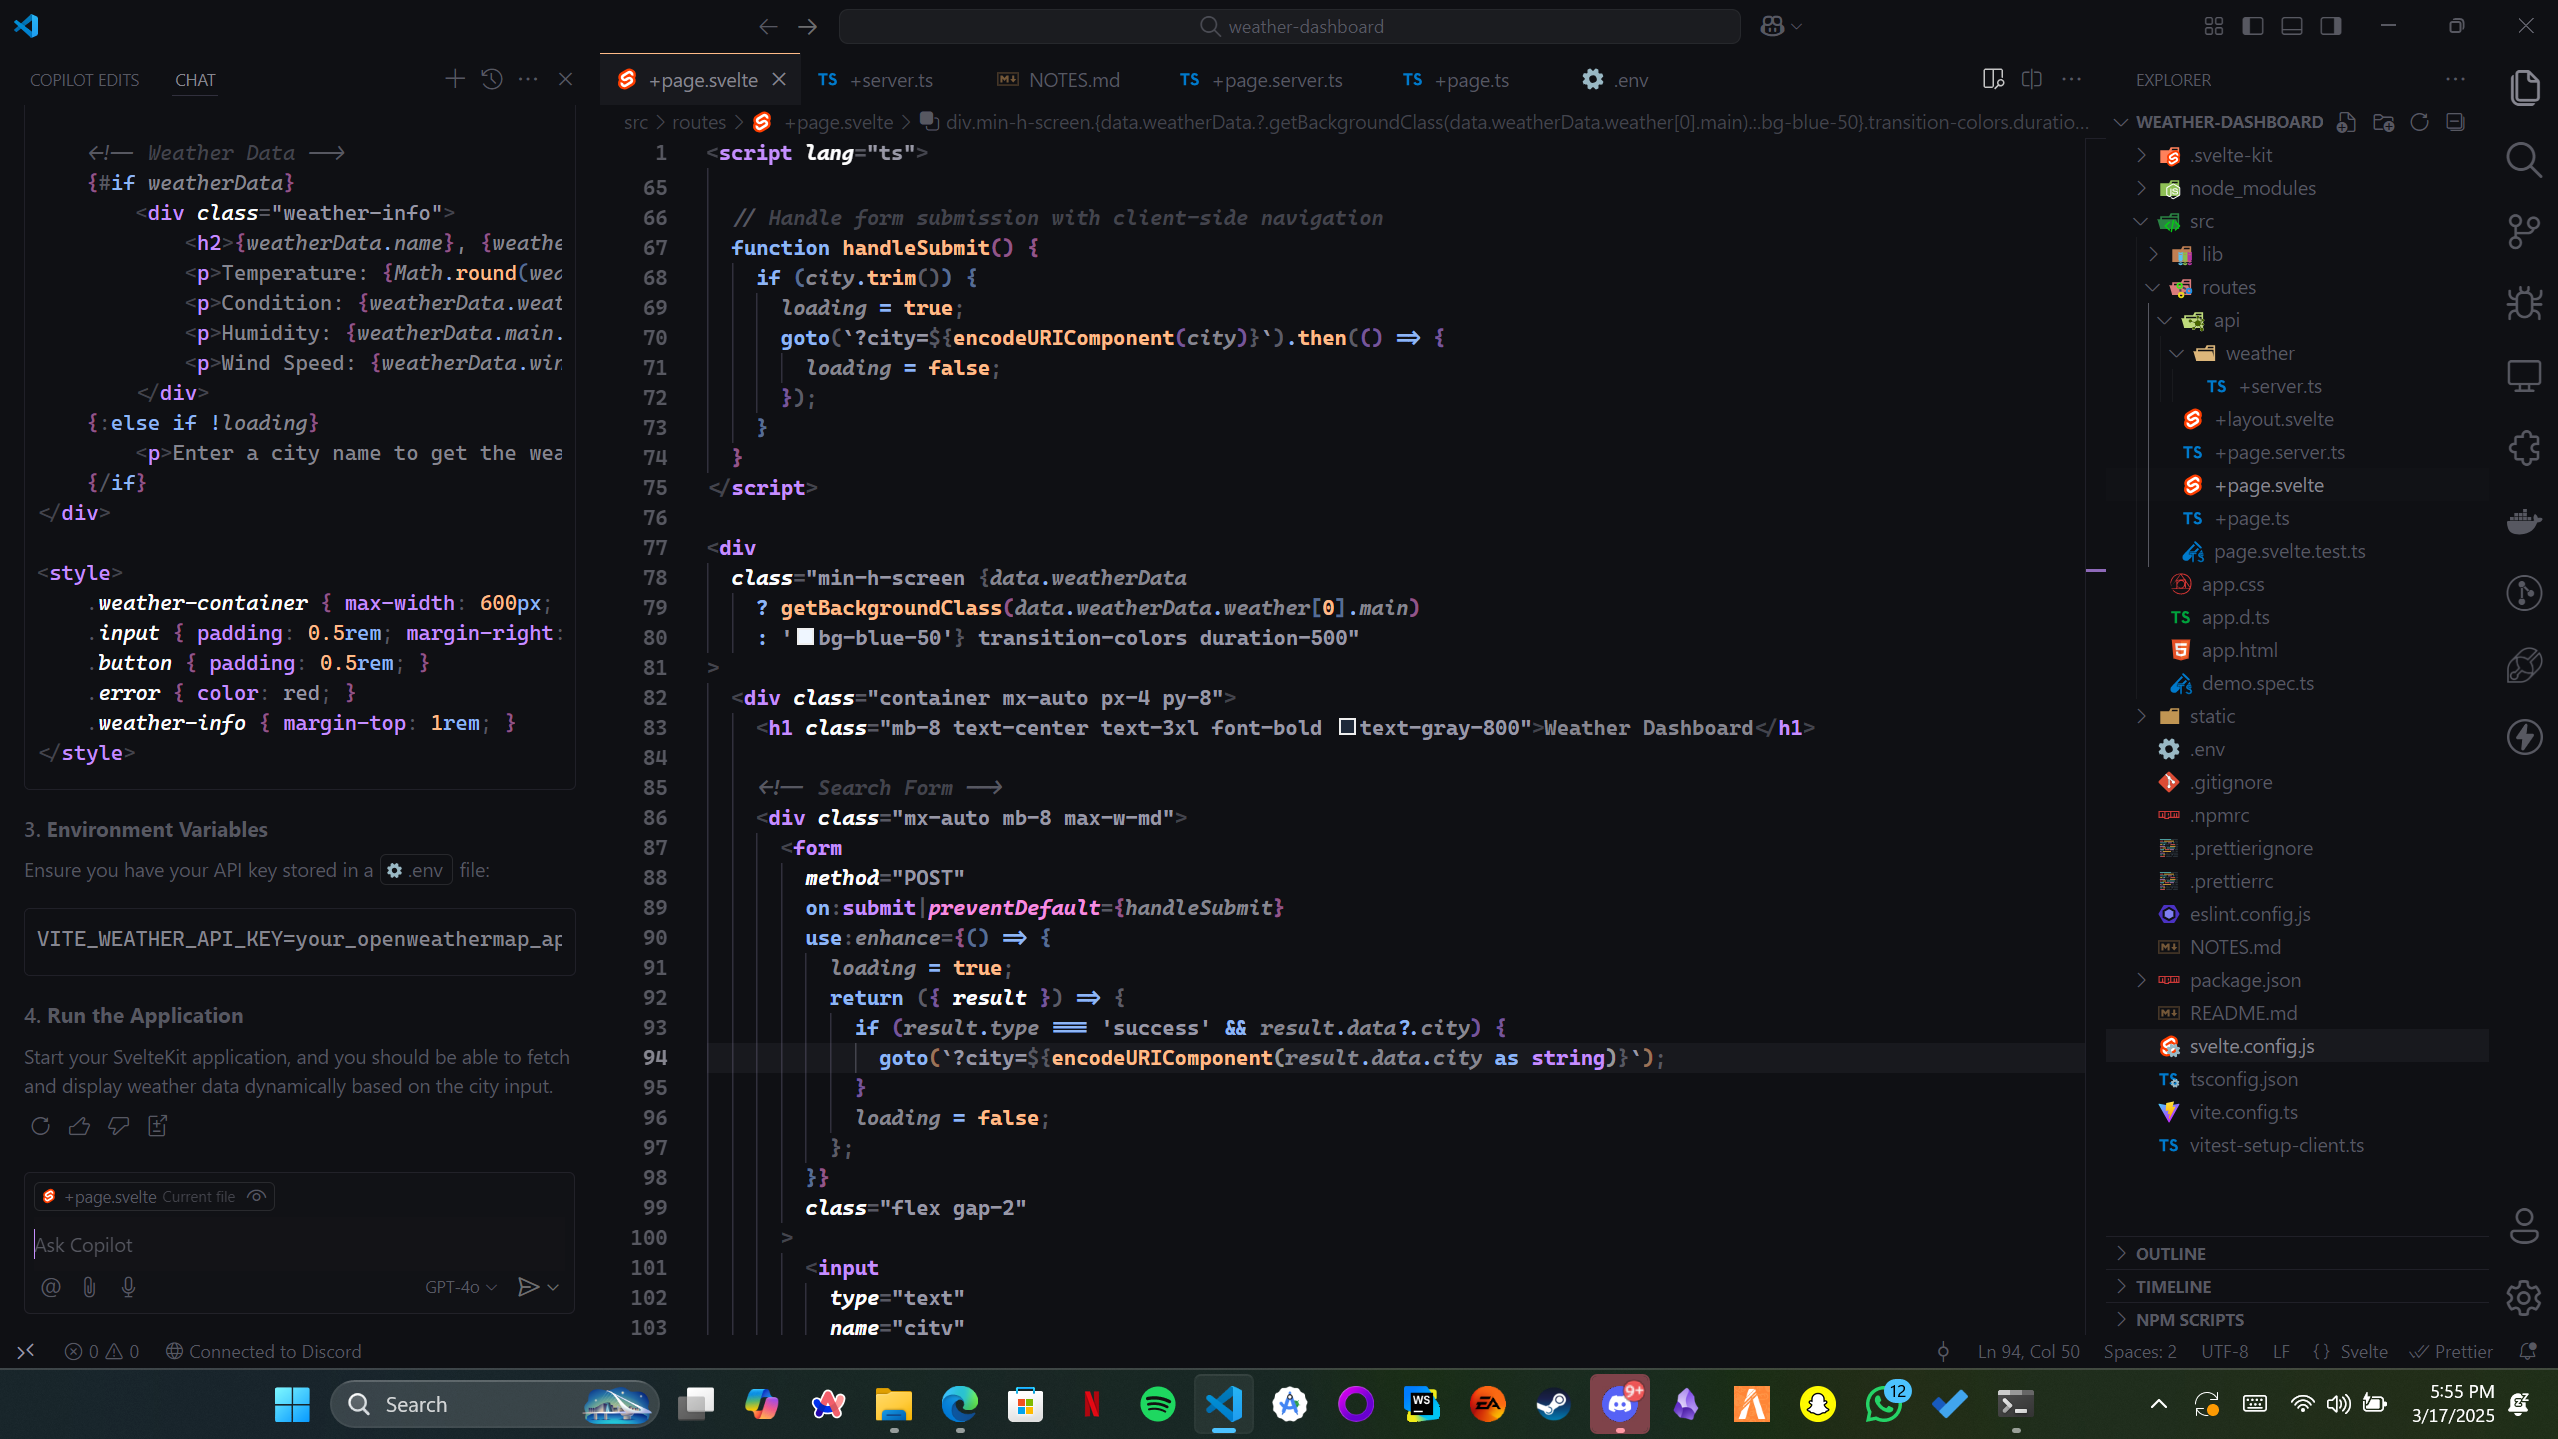 weather-dashboard
COPILOT EDITS
CHAT
<!-- Weather Data -->
{#if weatherData}
<div class="weather-info">
<h2>{weatherData.name}, {weathe
<p>Temperature: {Math.round(wea
<p>Condition: {weatherData.weat
<p>Humidity: {weatherData.main.
<p>Wind Speed: {weatherData.win
</div>
{:else if !loading}
<p>Enter a city name to get the wea
{/if}
</div>
<style>
.weather-container { max-width: 600px;
.input { padding: 0.5rem; margin-right:
.button { padding: 0.5rem; }
.error { color: red; }
.weather-info { margin-top: 1rem; }
</style>
3. Environment Variables
Ensure you have your API key stored in a .env file:
VITE_WEATHER_API_KEY=your_openweathermap_ap
4. Run the Application
Start your SvelteKit application, and you should be able to fetch
and display weather data dynamically based on the city input.
+page.svelte Current file
Ask Copilot
GPT-4o
+page.svelte
TS +server.ts
NOTES.md
TS +page.server.ts
TS +page.ts
.env
src > routes > +page.svelte > div.min-h-screen.{data.weatherData.?.getBackgroundClass(data.weatherData.weather[0].main).:.bg-blue-50}.transition-colors.duratio...
1 <script lang="ts">
65
66 // Handle form submission with client-side navigation
67 function handleSubmit() {
68 if (city.trim()) {
69 loading = true;
70 goto(`?city=${encodeURIComponent(city)}`).then(() => {
71 loading = false;
72 });
73 }
74 }
75 </script>
76
77 <div
78 class="min-h-screen {data.weatherData
79 ? getBackgroundClass(data.weatherData.weather[0].main)
80 : 'bg-blue-50'} transition-colors duration-500"
81 >
82 <div class="container mx-auto px-4 py-8">
83 <h1 class="mb-8 text-center text-3xl font-bold text-gray-800">Weather Dashboard</h1>
84
85 <!-- Search Form -->
86 <div class="mx-auto mb-8 max-w-md">
87 <form
88 method="POST"
89 on:submit|preventDefault={handleSubmit}
90 use:enhance={() => {
91 loading = true;
92 return ({ result }) => {
93 if (result.type === 'success' && result.data?.city) {
94 goto(`?city=${encodeURIComponent(result.data.city as string)}`);
95 }
96 loading = false;
97 };
98 }}
99 class="flex gap-2"
100 >
101 <input
102 type="text"
103 name="city"
EXPLORER
WEATHER-DASHBOARD
.svelte-kit
node_modules
src
lib
routes
api
weather
TS +server.ts
+layout.svelte
TS +page.server.ts
+page.svelte
TS +page.ts
page.svelte.test.ts
app.css
TS app.d.ts
app.html
demo.spec.ts
static
.env
.gitignore
.npmrc
.prettierignore
.prettierrc
eslint.config.js
NOTES.md
package.json
README.md
svelte.config.js
TS tsconfig.json
vite.config.ts
TS vitest-setup-client.ts
OUTLINE
TIMELINE
NPM SCRIPTS
0 0
Connected to Discord
Ln 94, Col 50
Spaces: 2
UTF-8
LF
{} Svelte
Prettier
Search
N
WS
EA
9+
12
5:55 PM
3/17/2025